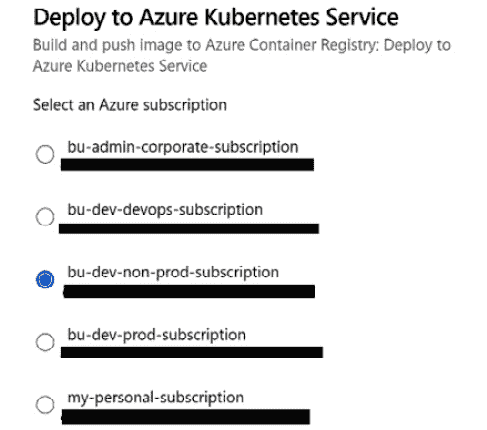 Deploy to Azure Kubernetes Service
Build and push image to Azure Container Registry; Deploy to
Azure Kubernetes Service
Select an Azure subscription
bu-admin-corporate-subscription
bu-dev-devops-subscription
bu-dev-non-prod-subscription
bu-dev-prod-subscription
my-personal-subscription